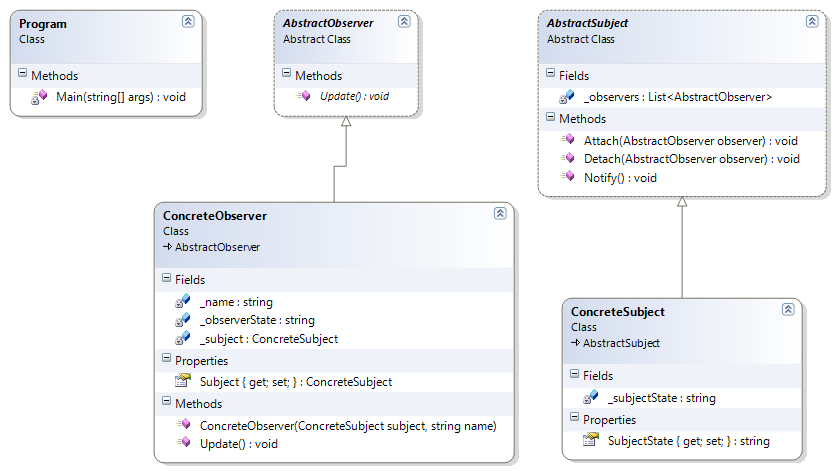 Program
Class
Methods
Main(string[] args) : void
AbstractObserver
Abstract Class
Methods
Update() : void
AbstractSubject
Abstract Class
Fields
_observers : List<AbstractObserver>
Methods
Attach(AbstractObserver observer) : void
Detach(AbstractObserver observer) : void
Notify() : void
ConcreteObserver
Class
AbstractObserver
Fields
_name : string
_observerState : string
_subject : ConcreteSubject
Properties
Subject { get; set; } : ConcreteSubject
Methods
ConcreteObserver(ConcreteSubject subject, string name)
Update() : void
ConcreteSubject
Class
AbstractSubject
Fields
_subjectState : string
Properties
SubjectState { get; set; } : string